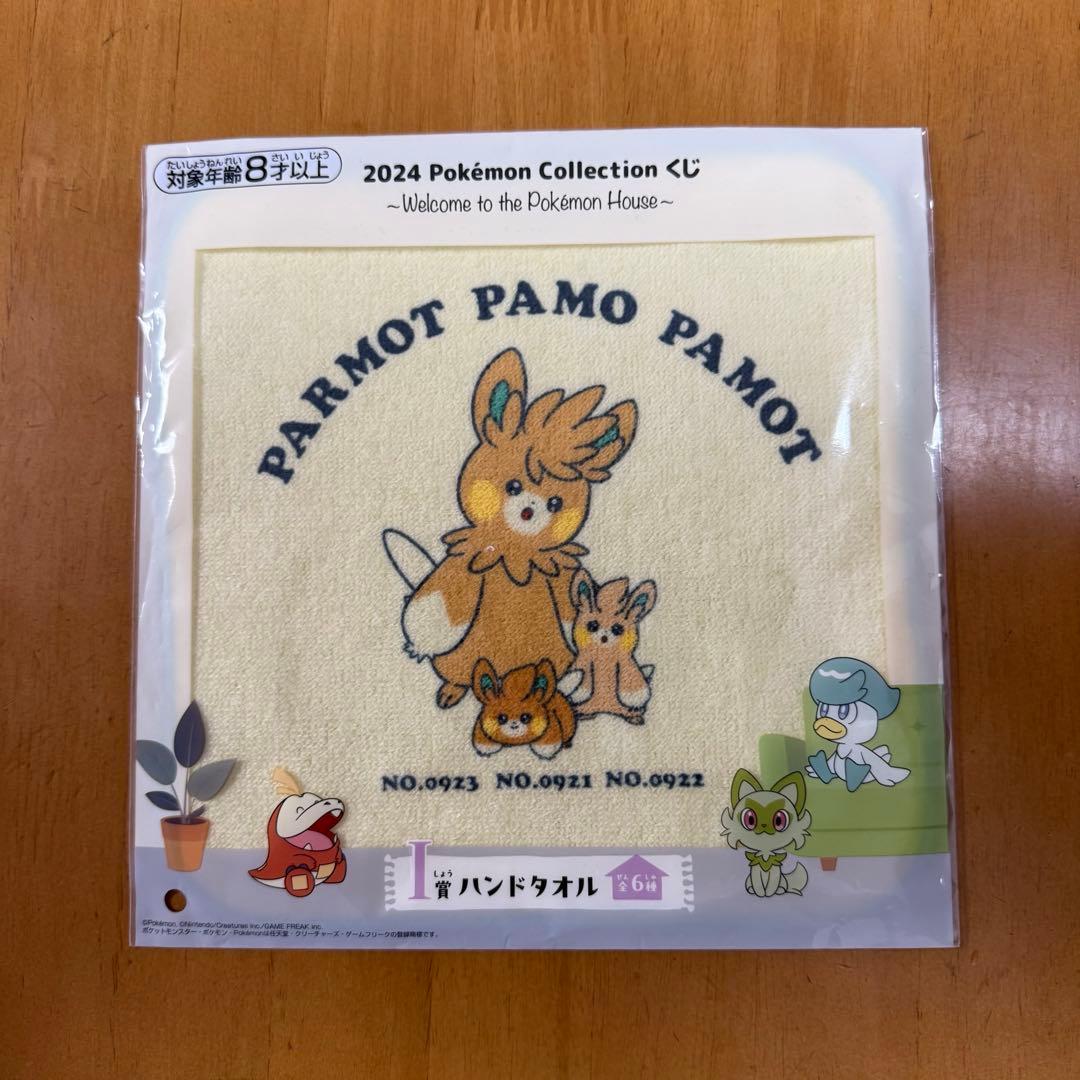 たいしょうねんれい さい い じょう
対象年齢8才以上
2024 Pokémon Collection くじ
~Welcome to the Pokémon House~
PARMOT PAMO PAMOT
NO.0923 NO.0921 NO.0922
しょう
I賞 ハンドタオル
ぜん しゅ
全6種
©Pokémon. ©Nintendo/Creatures Inc./GAME FREAK inc.
ポケットモンスター・ポケモン・Pokémonは任天堂・クリーチャーズ・ゲームフリークの登録商標です。